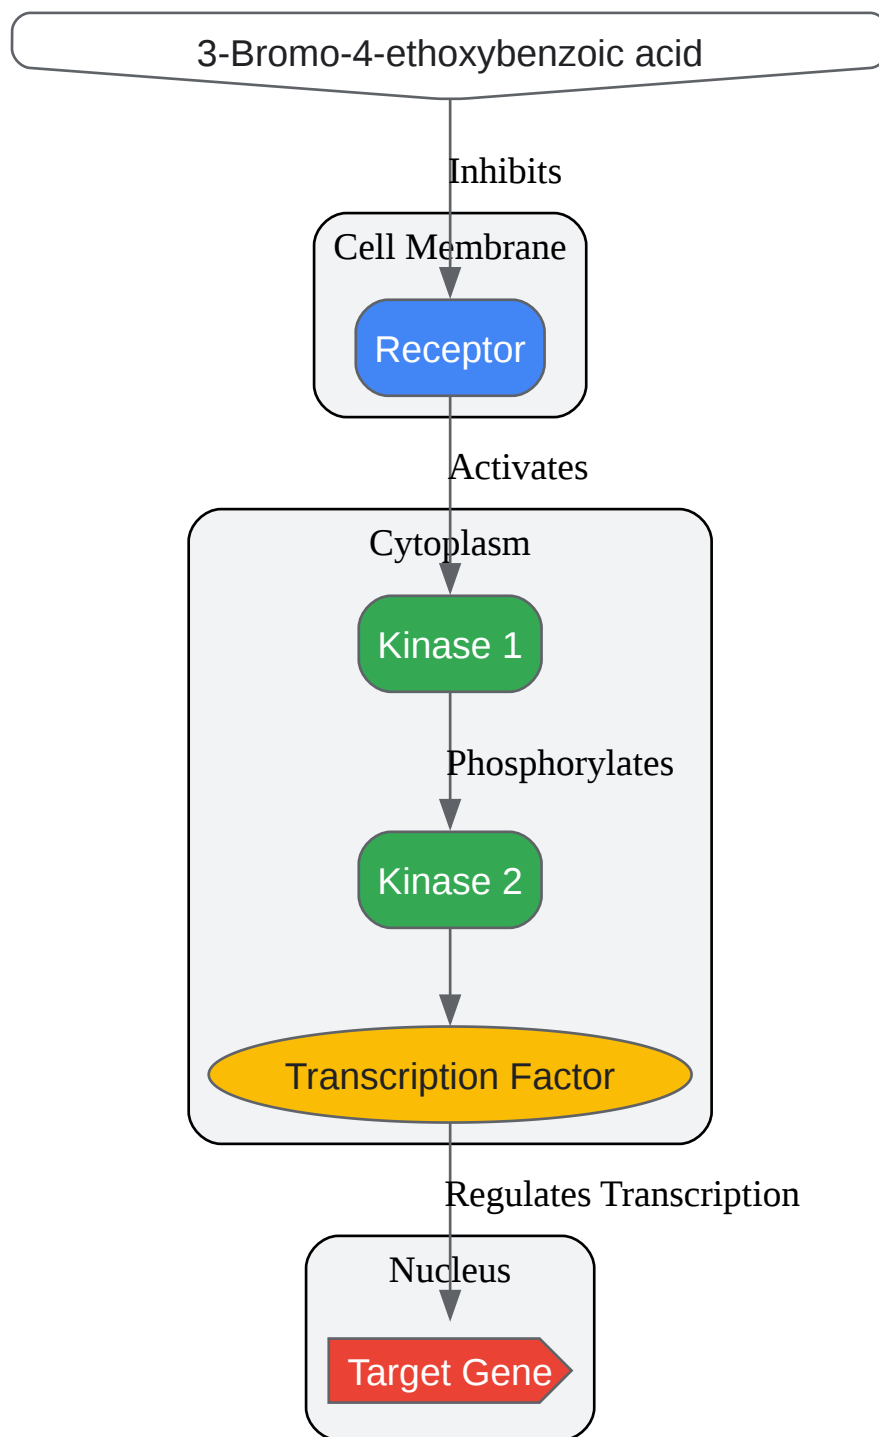 3-Bromo-4-ethoxybenzoic acid
Inhibits
Cell Membrane
Receptor
Activates
Cytoplasm
Kinase 1
Phosphorylates
Kinase 2
Transcription Factor
Regulates Transcription
Nucleus
Target Gene